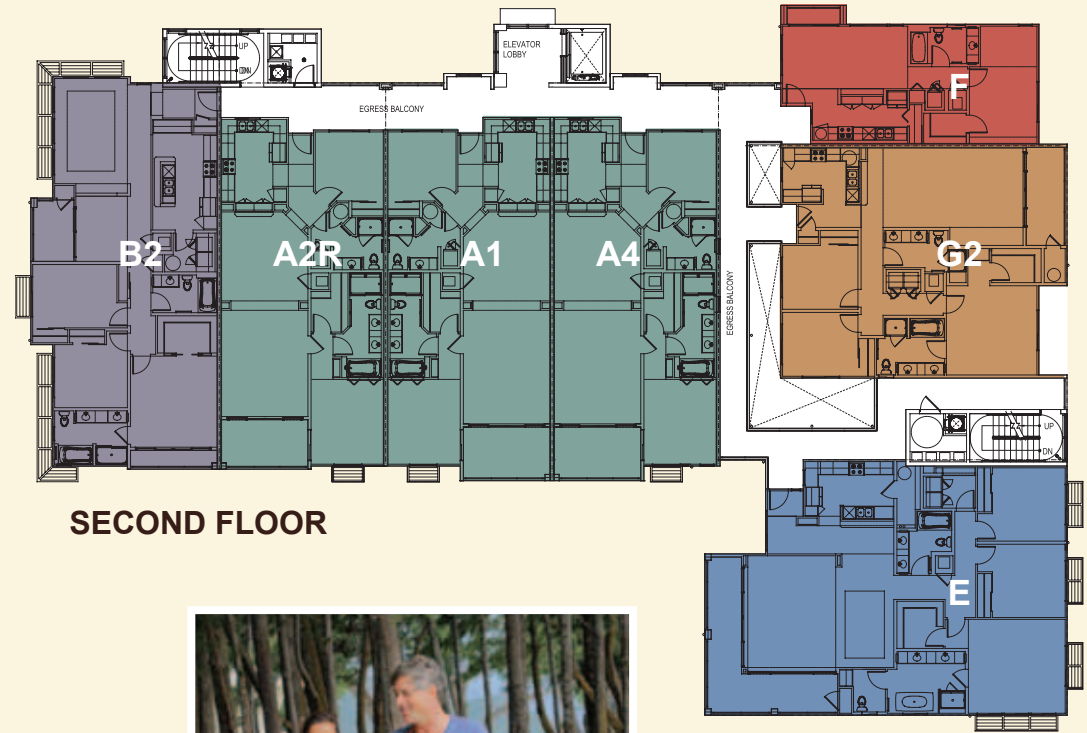 UP
DN
ELEVATOR
LOBBY
EGRESS BALCONY
F
B2
A2R
A1
A4
G2
EGRESS BALCONY
UP
DN
SECOND FLOOR
E